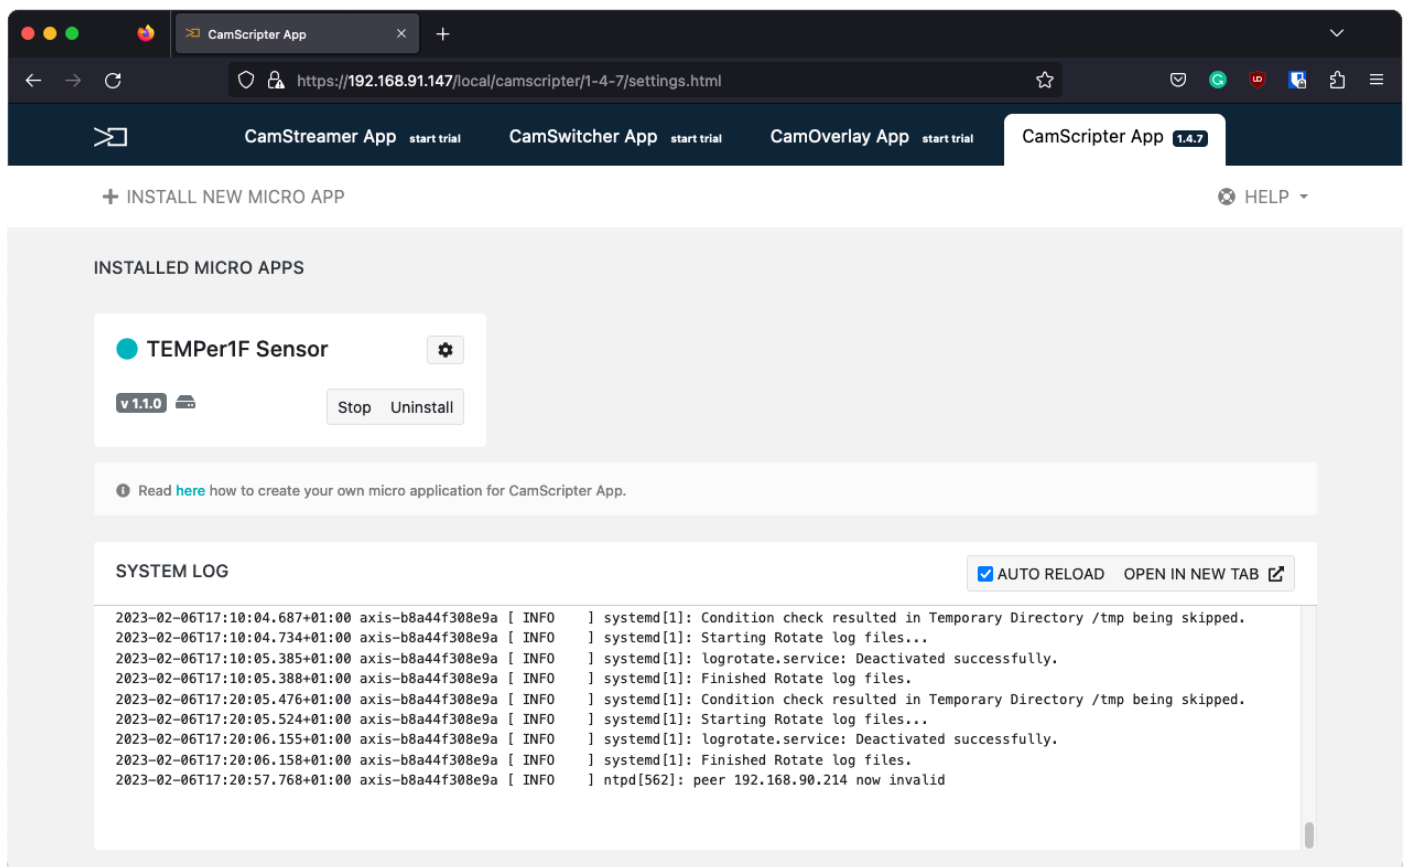 CamScripter App
https://192.168.91.147/local/camscripter/1-4-7/settings.html
CamStreamer App start trial CamSwitcher App start trial CamOverlay App start trial CamScripter App 1.4.7
INSTALL NEW MICRO APP HELP
INSTALLED MICRO APPS
TEMPer1F Sensor
v 1.1.0 Stop Uninstall
Read here how to create your own micro application for CamScripter App.
SYSTEM LOG AUTO RELOAD OPEN IN NEW TAB
2023-02-06T17:10:04.687+01:00 axis-b8a44f308e9a [ INFO    ] systemd[1]: Condition check resulted in Temporary Directory /tmp being skipped.
2023-02-06T17:10:04.734+01:00 axis-b8a44f308e9a [ INFO    ] systemd[1]: Starting Rotate log files...
2023-02-06T17:10:05.385+01:00 axis-b8a44f308e9a [ INFO    ] systemd[1]: logrotate.service: Deactivated successfully.
2023-02-06T17:10:05.388+01:00 axis-b8a44f308e9a [ INFO    ] systemd[1]: Finished Rotate log files.
2023-02-06T17:20:05.476+01:00 axis-b8a44f308e9a [ INFO    ] systemd[1]: Condition check resulted in Temporary Directory /tmp being skipped.
2023-02-06T17:20:05.524+01:00 axis-b8a44f308e9a [ INFO    ] systemd[1]: Starting Rotate log files...
2023-02-06T17:20:06.155+01:00 axis-b8a44f308e9a [ INFO    ] systemd[1]: logrotate.service: Deactivated successfully.
2023-02-06T17:20:06.158+01:00 axis-b8a44f308e9a [ INFO    ] systemd[1]: Finished Rotate log files.
2023-02-06T17:20:57.768+01:00 axis-b8a44f308e9a [ INFO    ] ntpd[562]: peer 192.168.90.214 now invalid